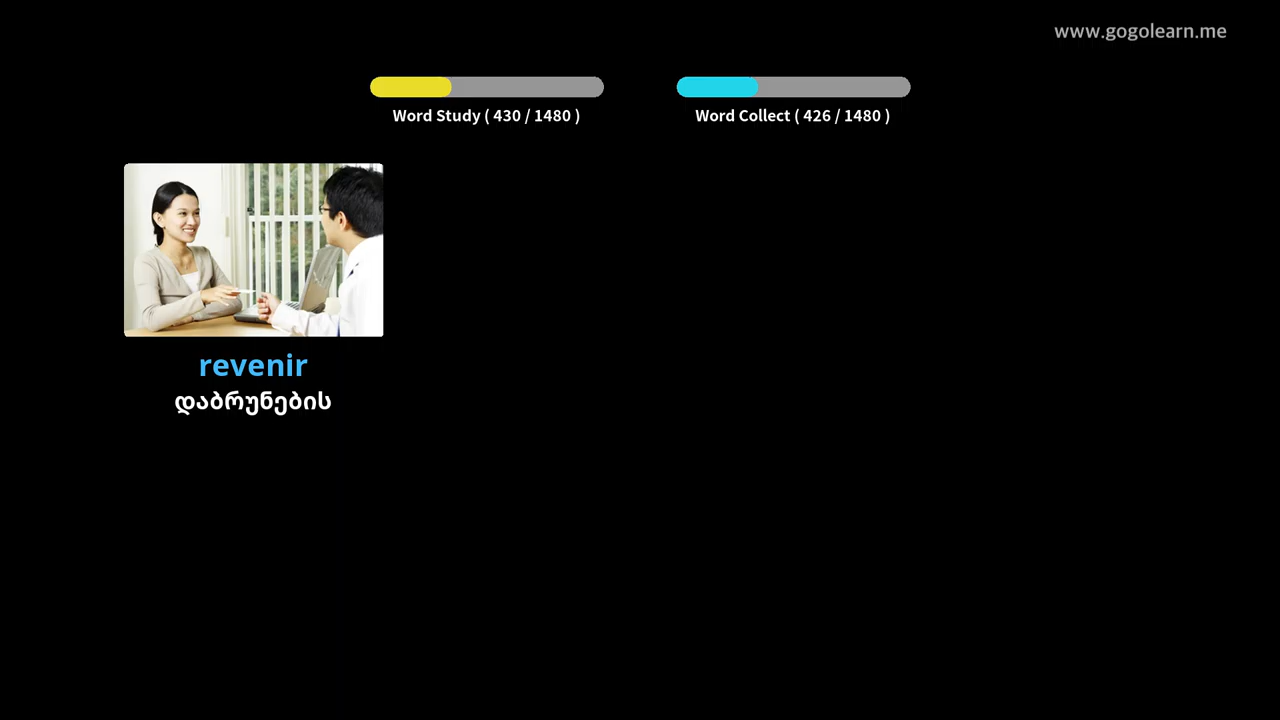 www.gogolearn.me
Word Study ( 430 / 1480 )
Word Collect ( 426 / 1480 )
revenir
დაბრუნების